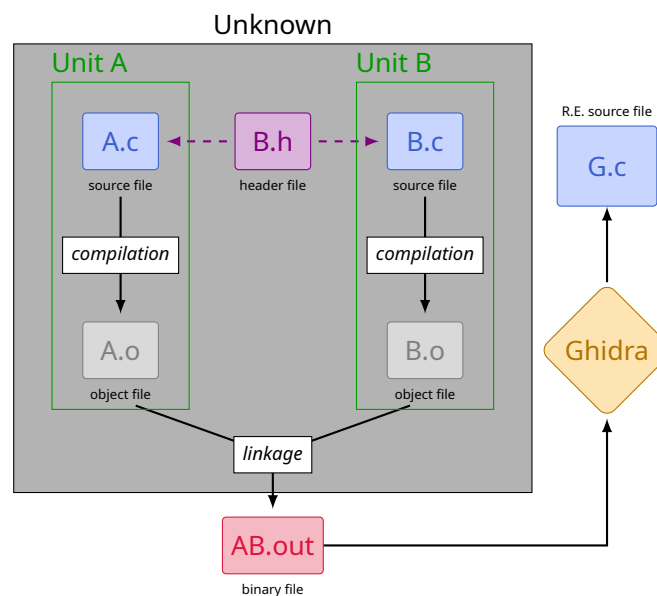 Unknown
Unit A
Unit B
A.c
B.h
B.c
source file
header file
source file
R.E. source file
G.c
compilation
compilation
A.o
B.o
object file
object file
Ghidra
linkage
AB.out
binary file